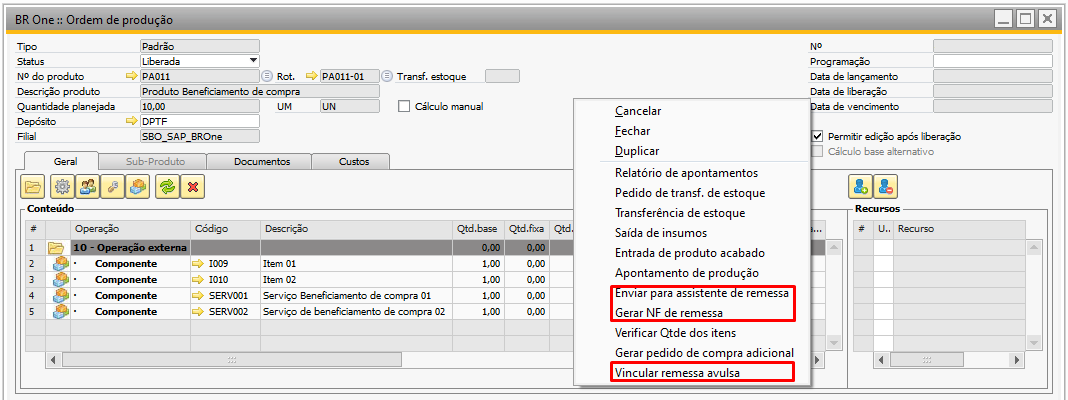 BR One :: Ordem de produção
Tipo Padrão Nº
Status Liberada Programação
Nº do produto PA011 Rot. PA011-01 Transf. estoque Data de lançamento
Descrição produto Produto Beneficiamento de compra Data de liberação
Quantidade planejada 10,00 UM UN Cálculo manual Data de vencimento
Depósito DPTF
Filial SBO_SAP_BROne Permitir edição após liberação
Cálculo base alternativo
Geral Sub-Produto Documentos Custos
Conteúdo
# Operação Código Descrição Qtd.base Qtd.fixa Qtd.
1 10 - Operação externa 0,00 0,00
2 Componente I009 Item 01 1,00 0,00
3 Componente I010 Item 02 1,00 0,00
4 Componente SERV001 Serviço Beneficiamento de compra 01 1,00 0,00
5 Componente SERV002 Serviço de beneficiamento de compra 02 1,00 0,00
Cancelar
Fechar
Duplicar
Relatório de apontamentos
Pedido de transf. de estoque
Transferência de estoque
Saída de insumos
Entrada de produto acabado
Apontamento de produção
Enviar para assistente de remessa
Gerar NF de remessa
Verificar Qtde dos itens
Gerar pedido de compra adicional
Vincular remessa avulsa
a...
Recursos
# U.. Recurso